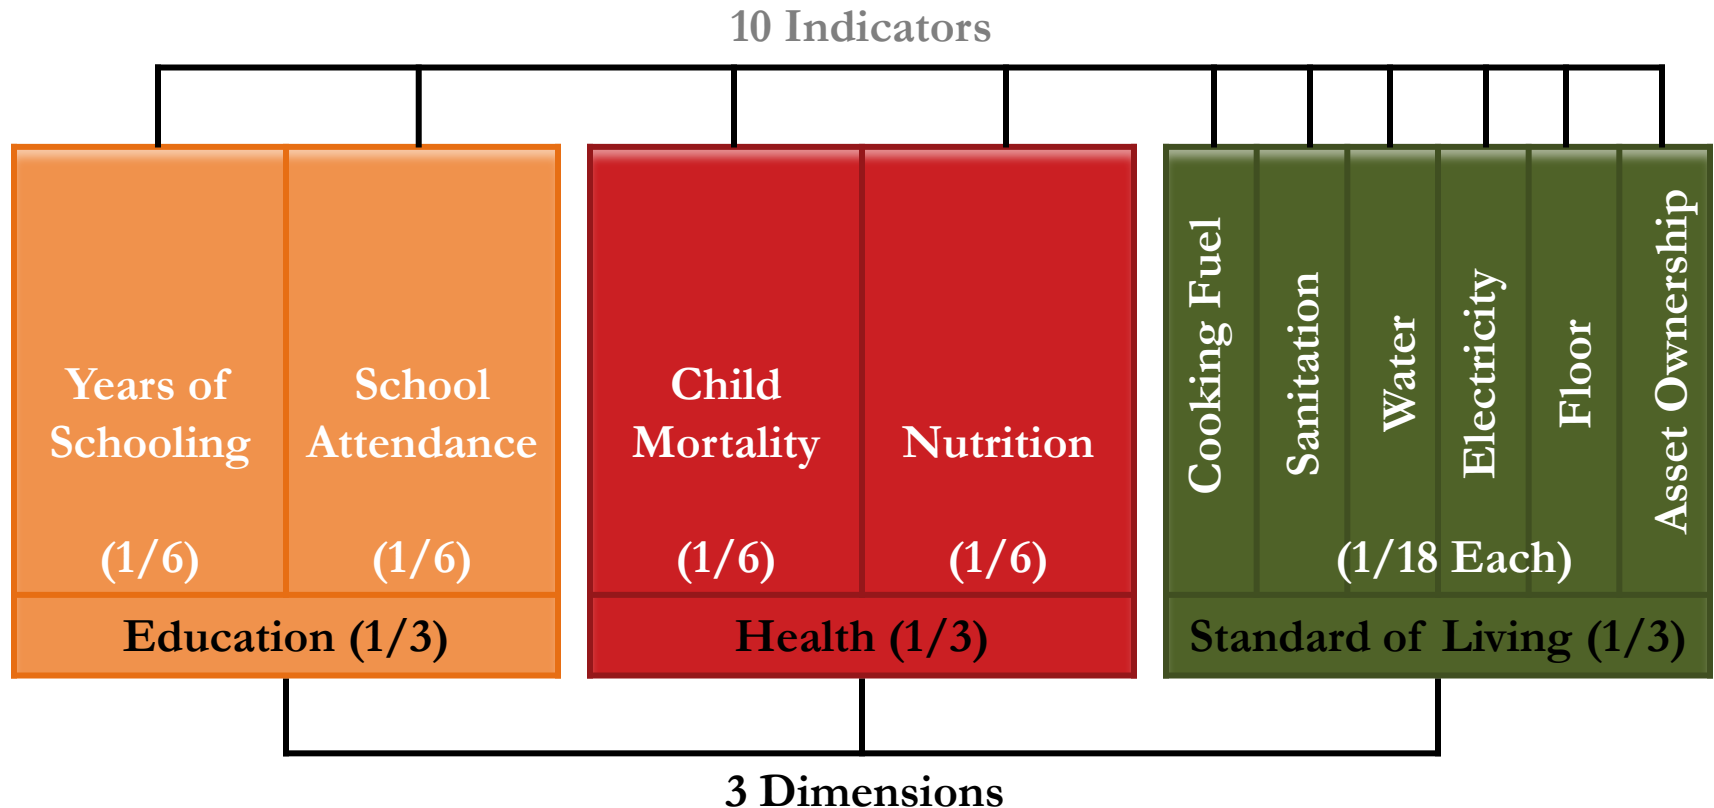 10 Indicators
Years of
Schooling
(1/6)
School
Attendance
(1/6)
Child
Mortality
(1/6)
Nutrition
(1/6)
Cooking Fuel
Sanitation
Water
Electricity
Floor
Asset Ownership
(1/18 Each)
Education (1/3)
Health (1/3)
Standard of Living (1/3)
3 Dimensions